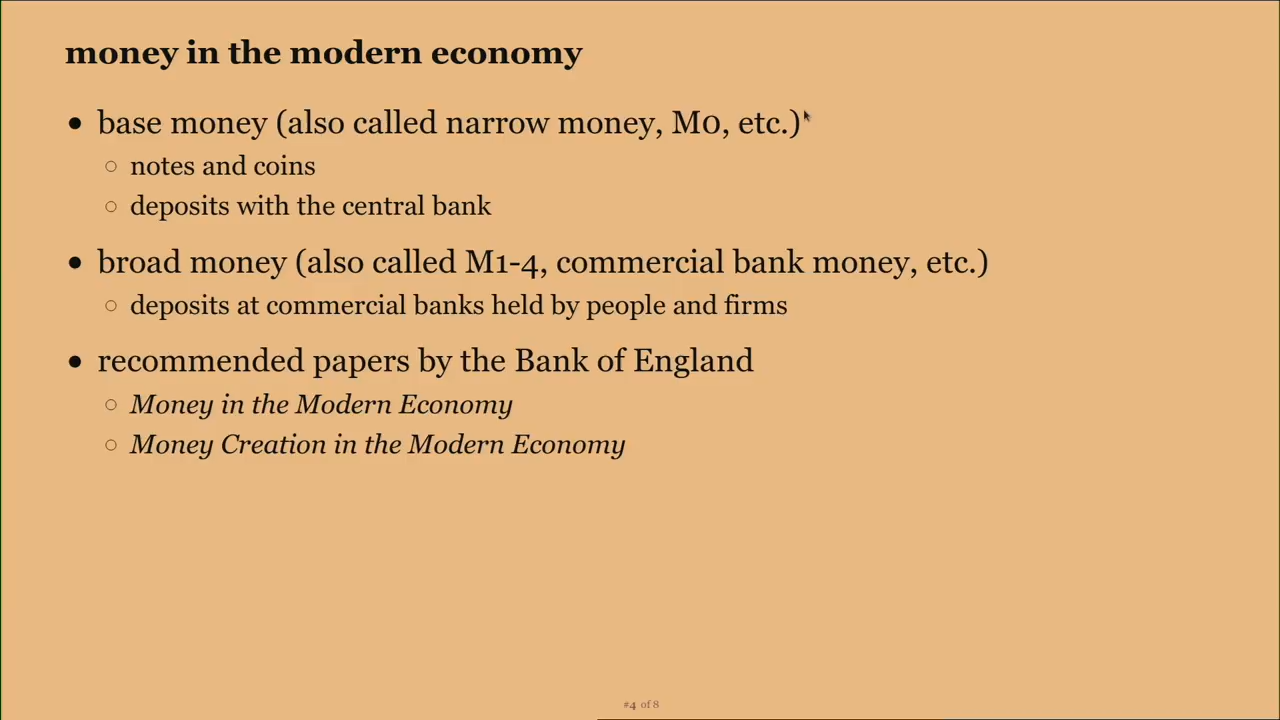 money in the modern economy
• base money (also called narrow money, M0, etc.)
○ notes and coins
○ deposits with the central bank
• broad money (also called M1-4, commercial bank money, etc.)
○ deposits at commercial banks held by people and firms
• recommended papers by the Bank of England
○ Money in the Modern Economy
○ Money Creation in the Modern Economy
#4 of 8